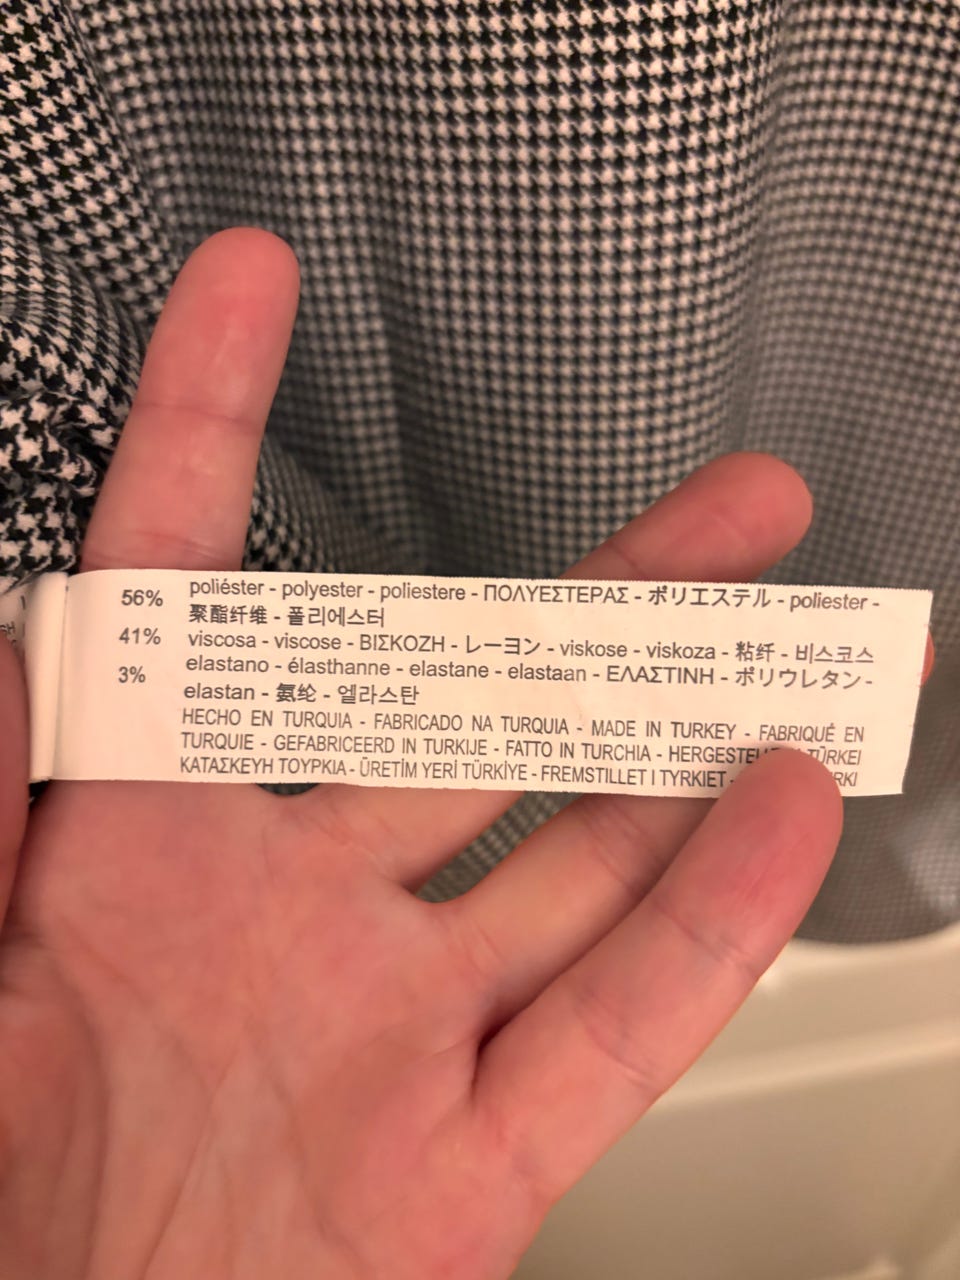 56% poliéster - polyester - poliestere - ΠΟΛΥΕΣΤΕΡΑΣ - ポリエステル - poliester -
聚酯纤维 - 폴리에스터
41% viscosa - viscose - ΒΙΣΚΟΖΗ - レーヨン - viskose - viskoza - 粘纤 - 비스코스
3% elastano - élasthanne - elastane - elastaan - ΕΛΑΣΤΙΝΗ - ポリウレタン -
elastan - 氨纶 - 엘라스탄
HECHO EN TURQUIA - FABRICADO NA TURQUIA - MADE IN TURKEY - FABRIQUÉ EN
TURQUIE - GEFABRICEERD IN TURKIJE - FATTO IN TURCHIA - TÜRKEI
ΚΑΤΑΣΚΕΥΗ ΤΟΥΡΚΙΑ - ÜRETİM YERİ TÜRKİYE - FREMSTILLET I TYRKIET -